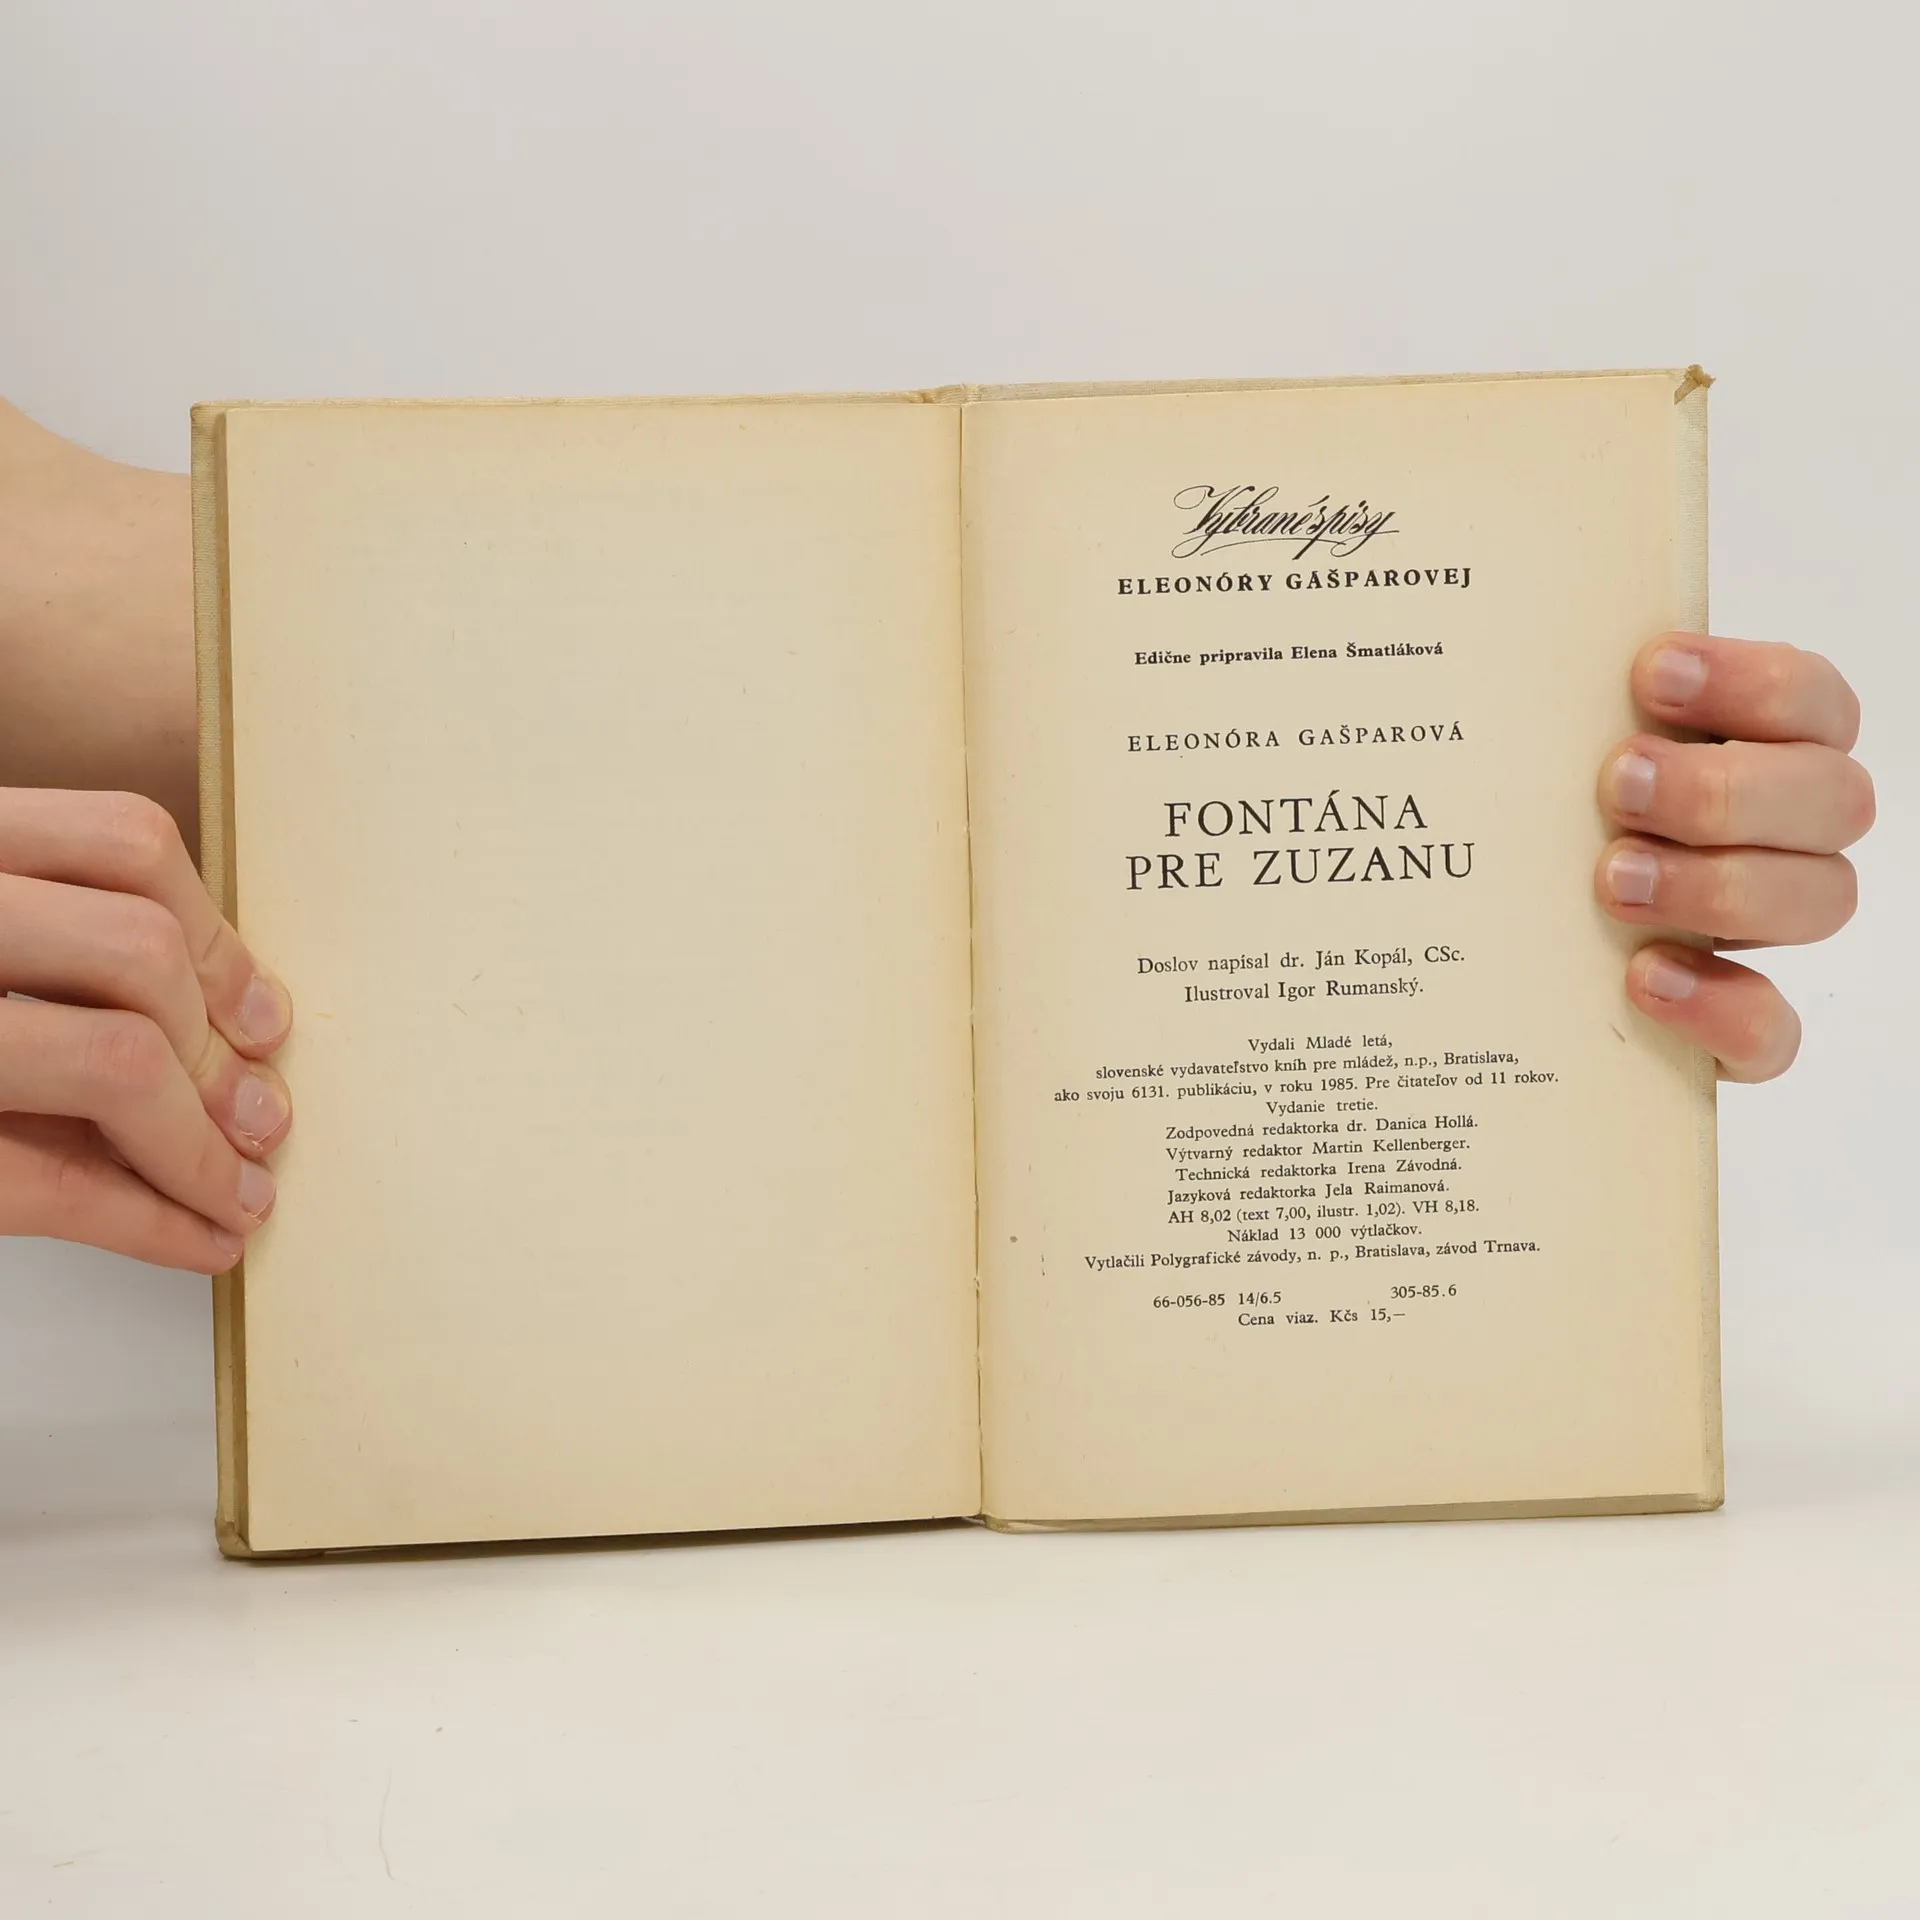 Vybrané spisy
ELEONÓRY GAŠPAROVEJ
Edične pripravila Elena Šmatláková
ELEONÓRA GAŠPAROVÁ
FONTÁNA
PRE ZUZANU
Doslov napísal dr. Ján Kopál, CSc.
Ilustroval Igor Rumanský.
Vydali Mladé letá,
slovenské vydavateľstvo kníh pre mládež, n.p., Bratislava,
ako svoju 6131. publikáciu, v roku 1985. Pre čitateľov od 11 rokov.
Vydanie tretie.
Zodpovedná redaktorka dr. Danica Hollá.
Výtvarný redaktor Martin Kellenberger.
Technická redaktorka Irena Závodná.
Jazyková redaktorka Jela Raimanová.
AH 8,02 (text 7,00, ilustr. 1,02). VH 8,18.
Náklad 13 000 výtlačkov.
Vytlačili Polygrafické závody, n. p., Bratislava, závod Trnava.
66-056-85 14/6.5 305-85.6
Cena viaz. Kčs 15,—